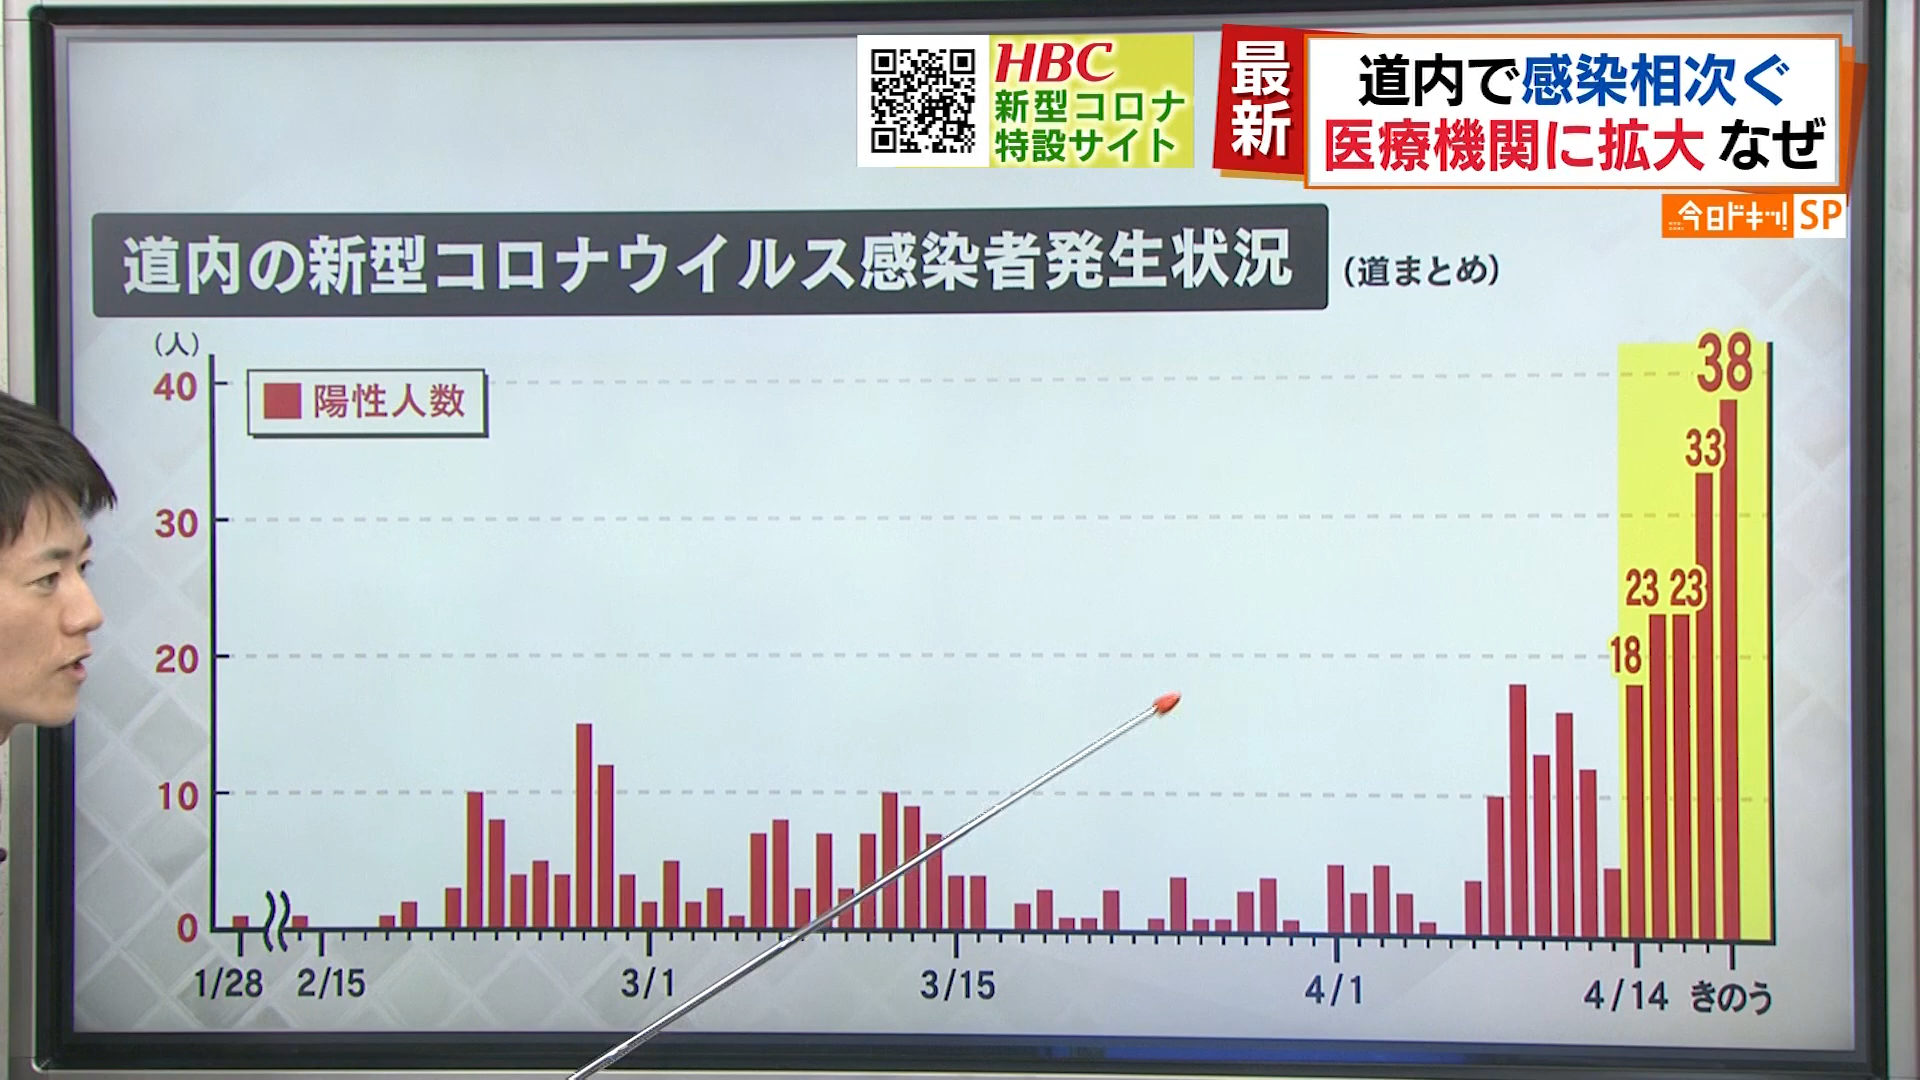 HBC
新型コロナ
特設サイト
最新
道内で感染相次ぐ
医療機関に拡大 なぜ
今日ドキッ! SP
道内の新型コロナウイルス感染者発生状況
(道まとめ)
(人)
40
30
20
10
0
陽性人数
18
23
23
33
38
1/28
2/15
3/1
3/15
4/1
4/14
きのう